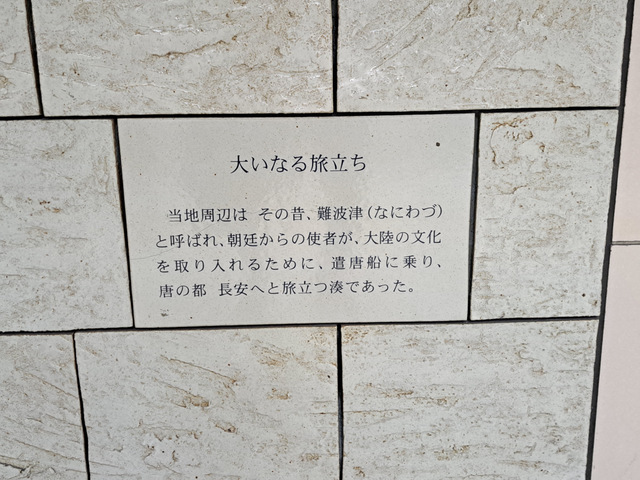 大いなる旅立ち
当地周辺は その昔、難波津(なにわづ)
と呼ばれ、朝廷からの使者が、大陸の文化
を取り入れるために、遣唐船に乗り、
唐の都 長安へと旅立つ湊であった。